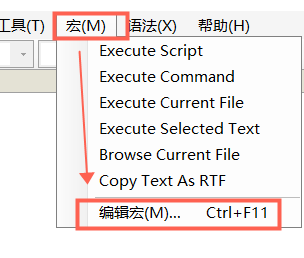 工具(T) 宏(M) 语法(X) 帮助(H)
Execute Script
Execute Command
Execute Current File
Execute Selected Text
Browse Current File
Copy Text As RTF
编辑宏(M)... Ctrl+F11